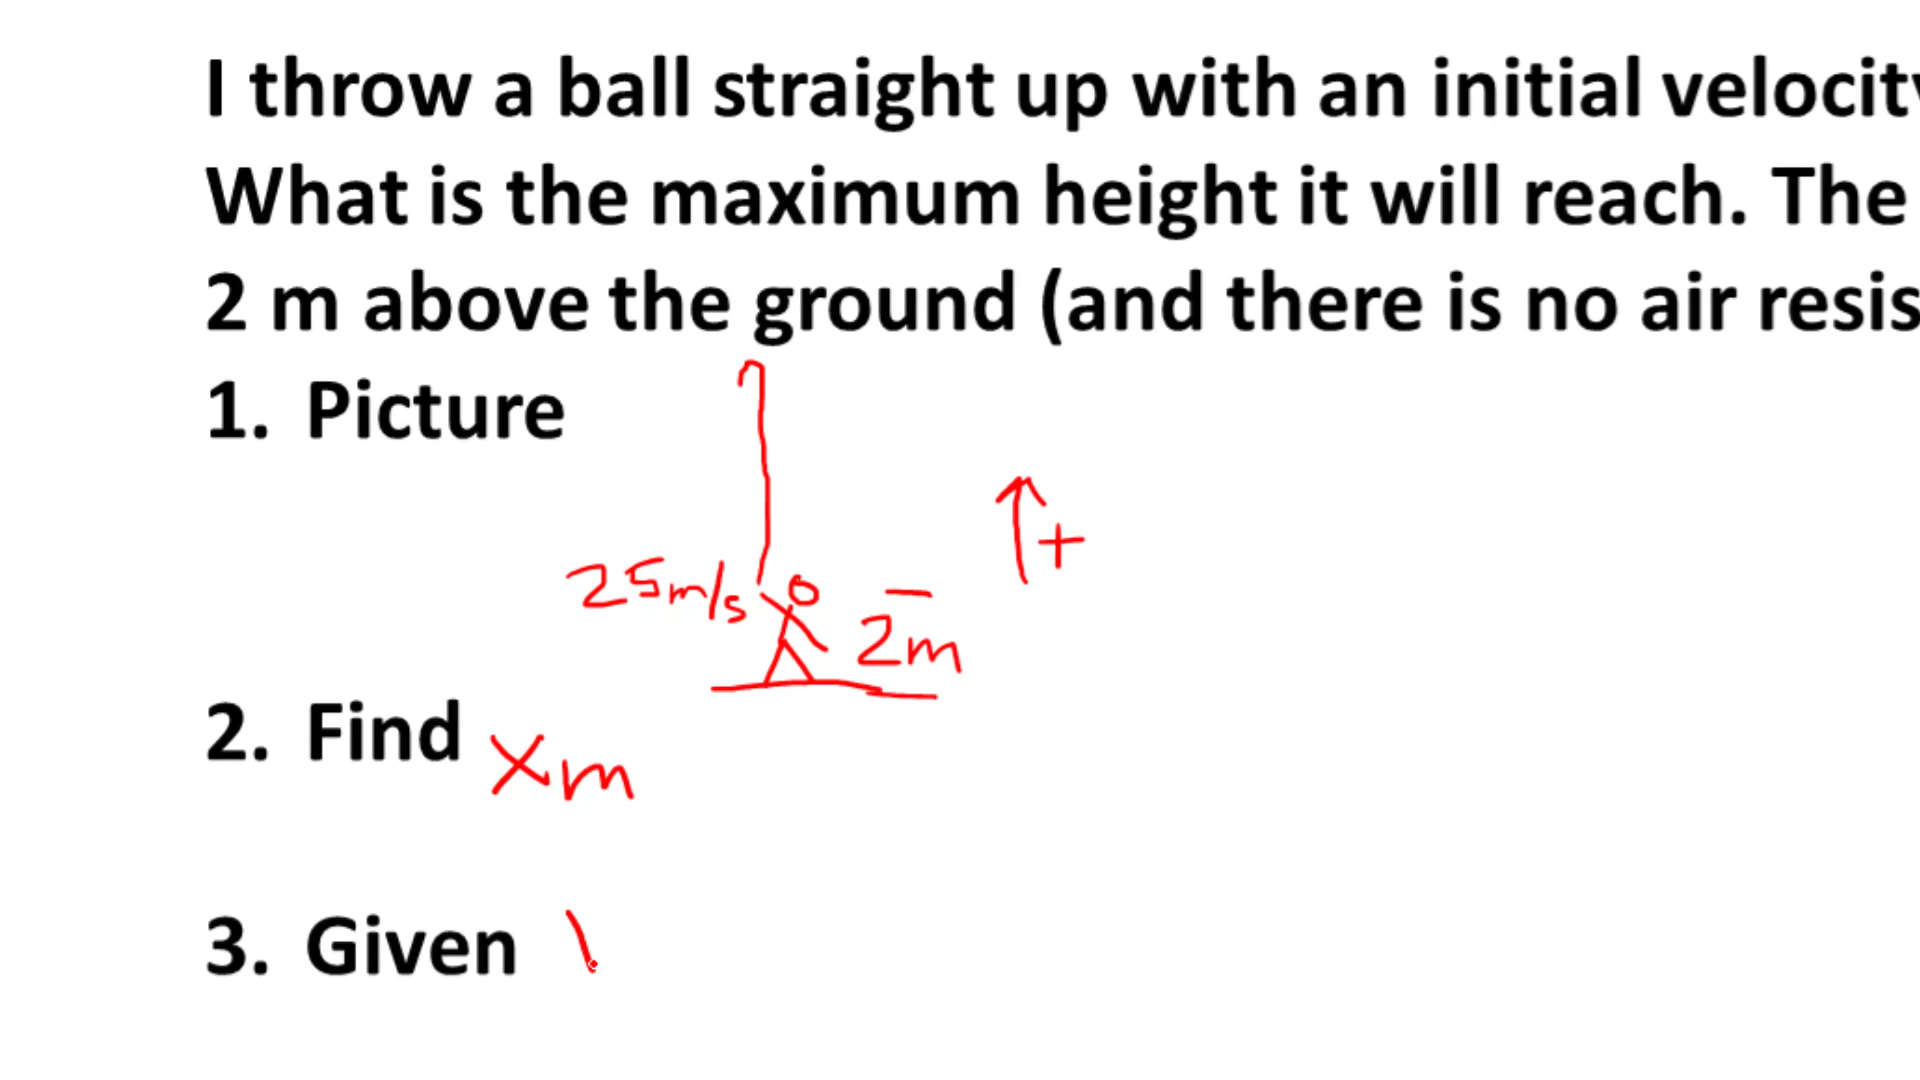 I throw a ball straight up with an initial velocity
What is the maximum height it will reach. The
2 m above the ground (and there is no air resis
1. Picture
+
25m/s
2m
2. Find xm
3. Given \